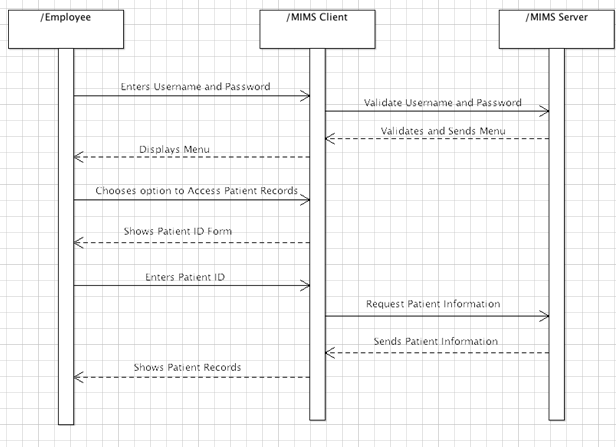 /Employee
/MIMS Client
/MIMS Server
Enters Username and Password
Validate Username and Password
Validates and Sends Menu
Displays Menu
Chooses option to Access Patient Records
Shows Patient ID Form
Enters Patient ID
Request Patient Information
Sends Patient Information
Shows Patient Records